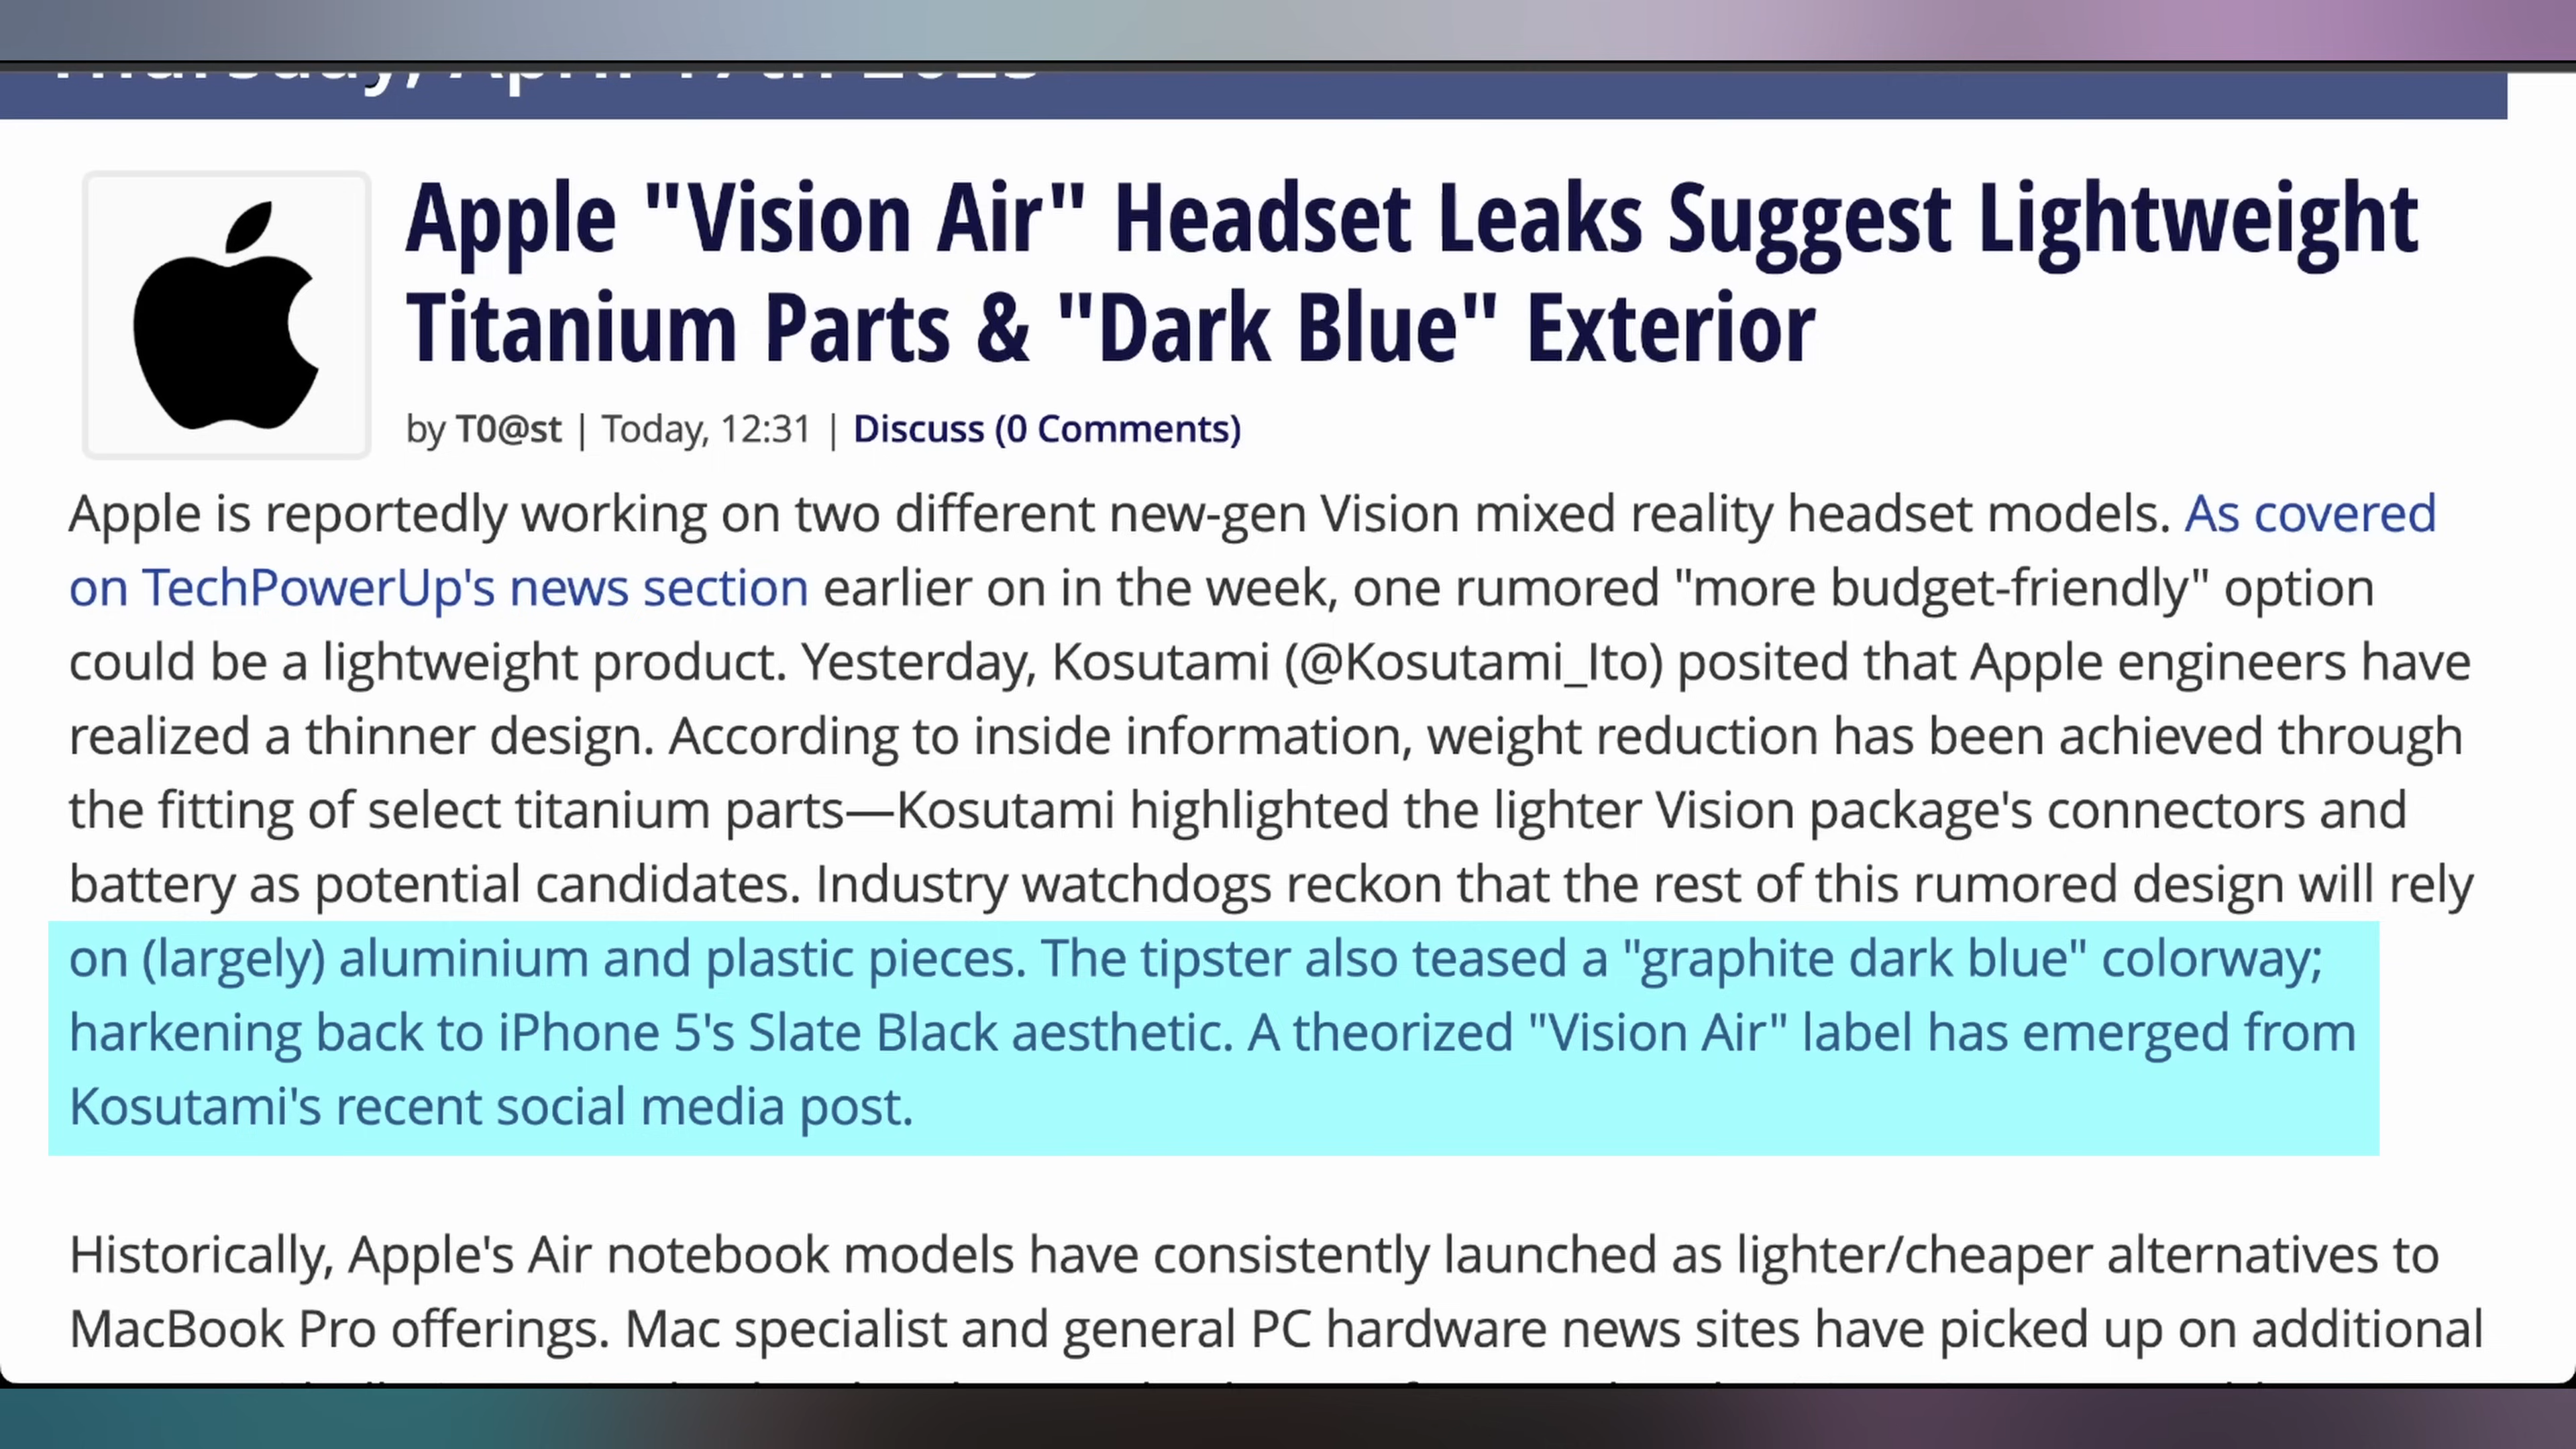 Thursday, April 17th 2025
Apple "Vision Air" Headset Leaks Suggest Lightweight
Titanium Parts & "Dark Blue" Exterior
by T0@st | Today, 12:31 | Discuss (0 Comments)
Apple is reportedly working on two different new-gen Vision mixed reality headset models. As covered
on TechPowerUp's news section earlier on in the week, one rumored "more budget-friendly" option
could be a lightweight product. Yesterday, Kosutami (@Kosutami_Ito) posited that Apple engineers have
realized a thinner design. According to inside information, weight reduction has been achieved through
the fitting of select titanium parts—Kosutami highlighted the lighter Vision package's connectors and
battery as potential candidates. Industry watchdogs reckon that the rest of this rumored design will rely
on (largely) aluminium and plastic pieces. The tipster also teased a "graphite dark blue" colorway;
harkening back to iPhone 5's Slate Black aesthetic. A theorized "Vision Air" label has emerged from
Kosutami's recent social media post.
Historically, Apple's Air notebook models have consistently launched as lighter/cheaper alternatives to
MacBook Pro offerings. Mac specialist and general PC hardware news sites have picked up on additional